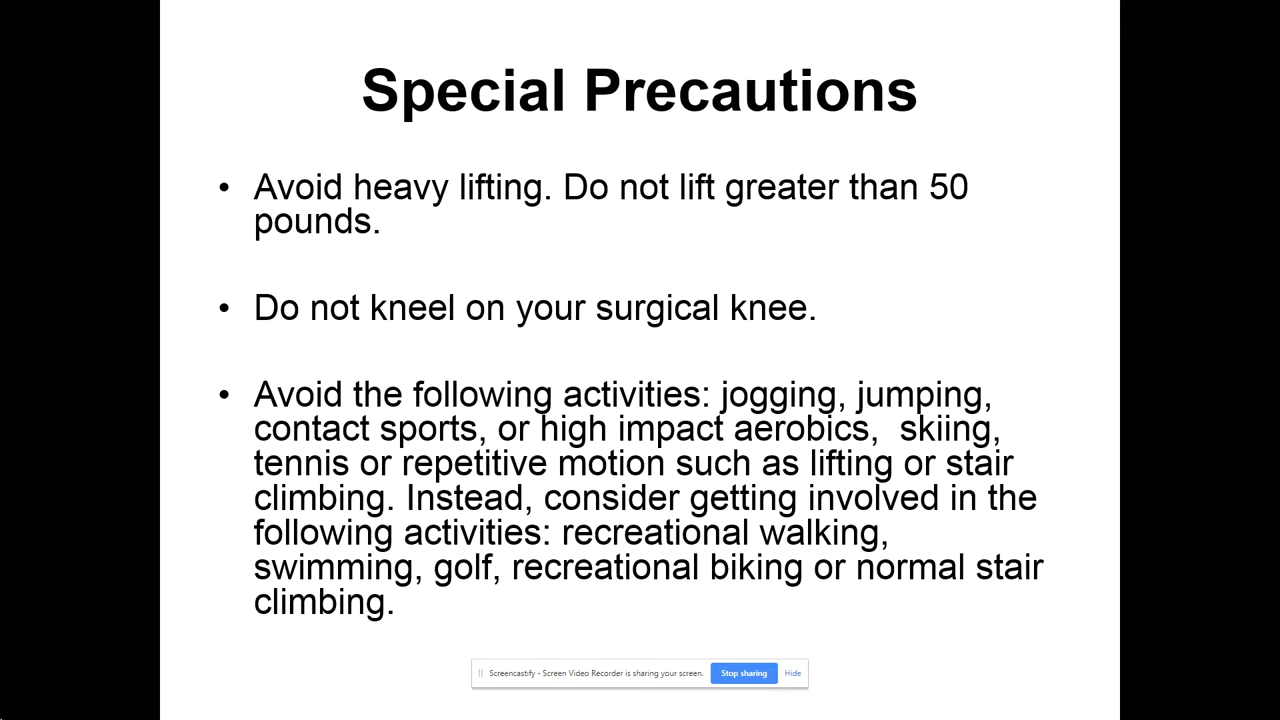 Special Precautions
• Avoid heavy lifting. Do not lift greater than 50
pounds.
• Do not kneel on your surgical knee.
• Avoid the following activities: jogging, jumping,
contact sports, or high impact aerobics,  skiing,
tennis or repetitive motion such as lifting or stair
climbing. Instead, consider getting involved in the
following activities: recreational walking,
swimming, golf, recreational biking or normal stair
climbing.
Screencastify - Screen Video Recorder is sharing your screen. Stop sharing Hide